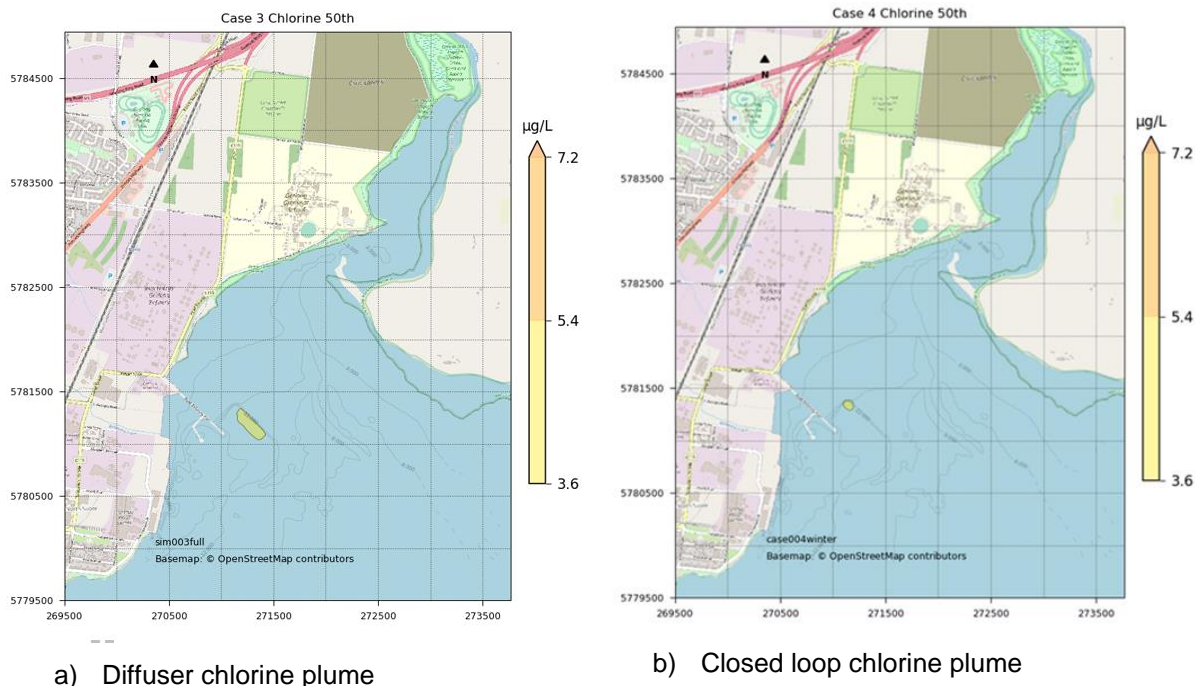 Case 3 Chlorine 50th
5784500
5783500
5782500
5781500
5780500
5779500
269500 270500 271500 272500 273500
N
µg/L
7.2
5.4
3.6
sim003full
Basemap: © OpenStreetMap contributors
a) Diffuser chlorine plume
Case 4 Chlorine 50th
5784500
5783500
5782500
5781500
5780500
5779500
269500 270500 271500 272500 273500
N
µg/L
7.2
5.4
3.6
case004winter
Basemap: © OpenStreetMap contributors
b) Closed loop chlorine plume